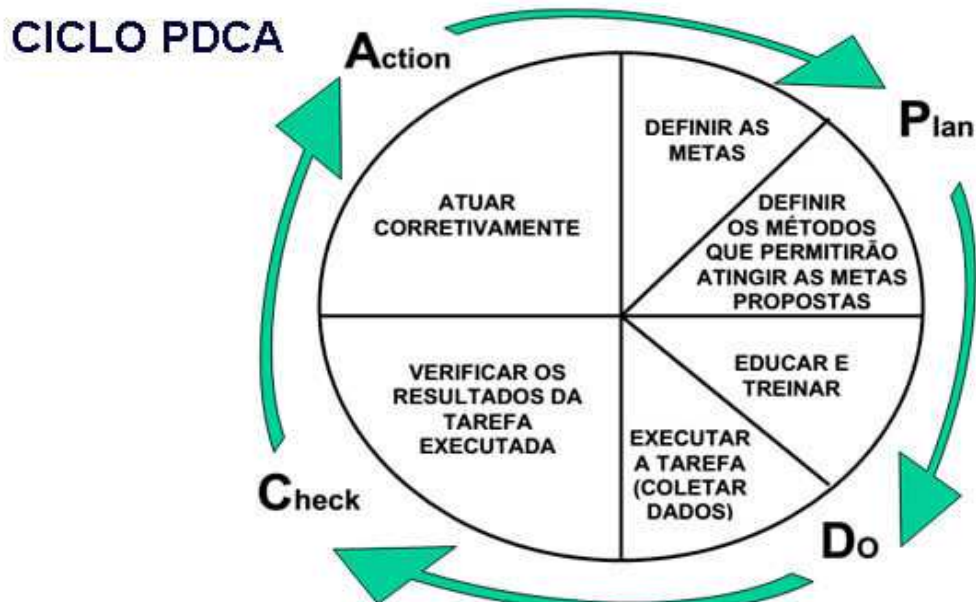 CICLO PDCA
Action
Plan
DEFINIR AS
METAS
DEFINIR
OS MÉTODOS
QUE PERMITIRÃO
ATINGIR AS METAS
PROPOSTAS
EDUCAR E
TREINAR
Do
EXECUTAR
A TAREFA
(COLETAR
DADOS)
Check
VERIFICAR OS
RESULTADOS DA
TAREFA
EXECUTADA
ATUAR
CORRETIVAMENTE